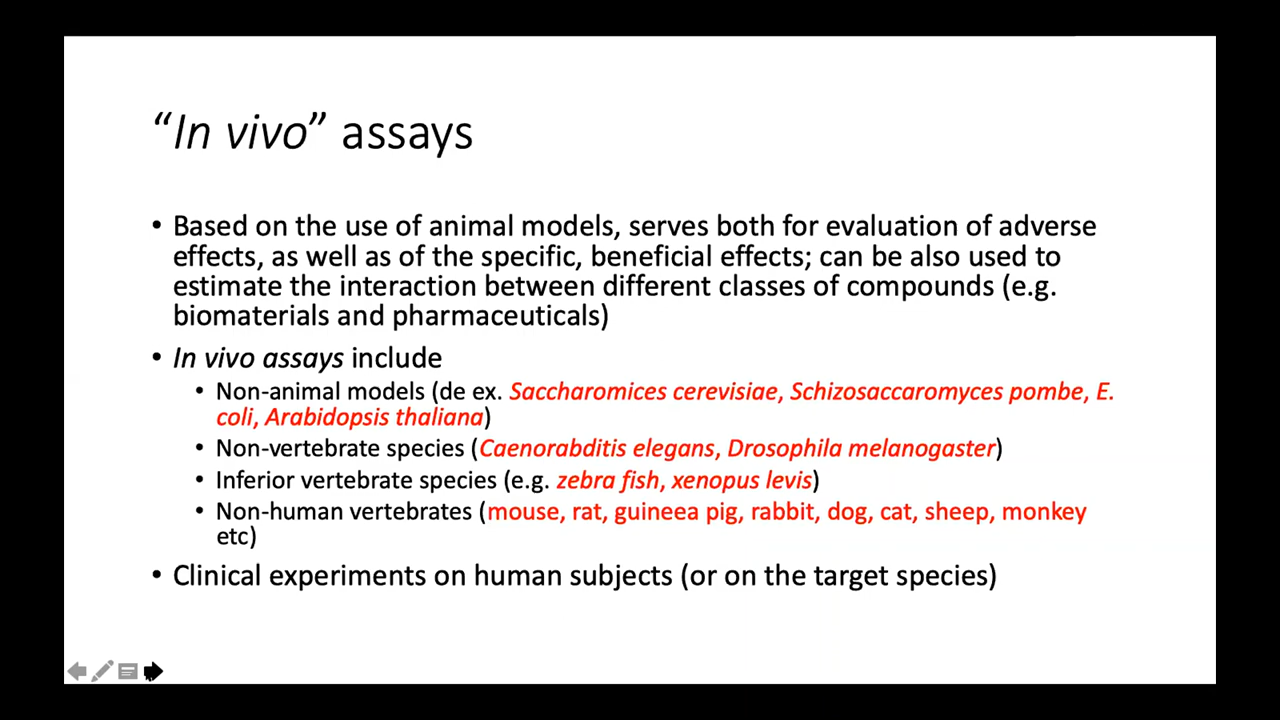 “In vivo” assays
• Based on the use of animal models, serves both for evaluation of adverse
effects, as well as of the specific, beneficial effects; can be also used to
estimate the interaction between different classes of compounds (e.g.
biomaterials and pharmaceuticals)
• In vivo assays include
• Non-animal models (de ex. Saccharomices cerevisiae, Schizosaccaromyces pombe, E.
coli, Arabidopsis thaliana)
• Non-vertebrate species (Caenorabditis elegans, Drosophila melanogaster)
• Inferior vertebrate species (e.g. zebra fish, xenopus levis)
• Non-human vertebrates (mouse, rat, guineea pig, rabbit, dog, cat, sheep, monkey
etc)
• Clinical experiments on human subjects (or on the target species)